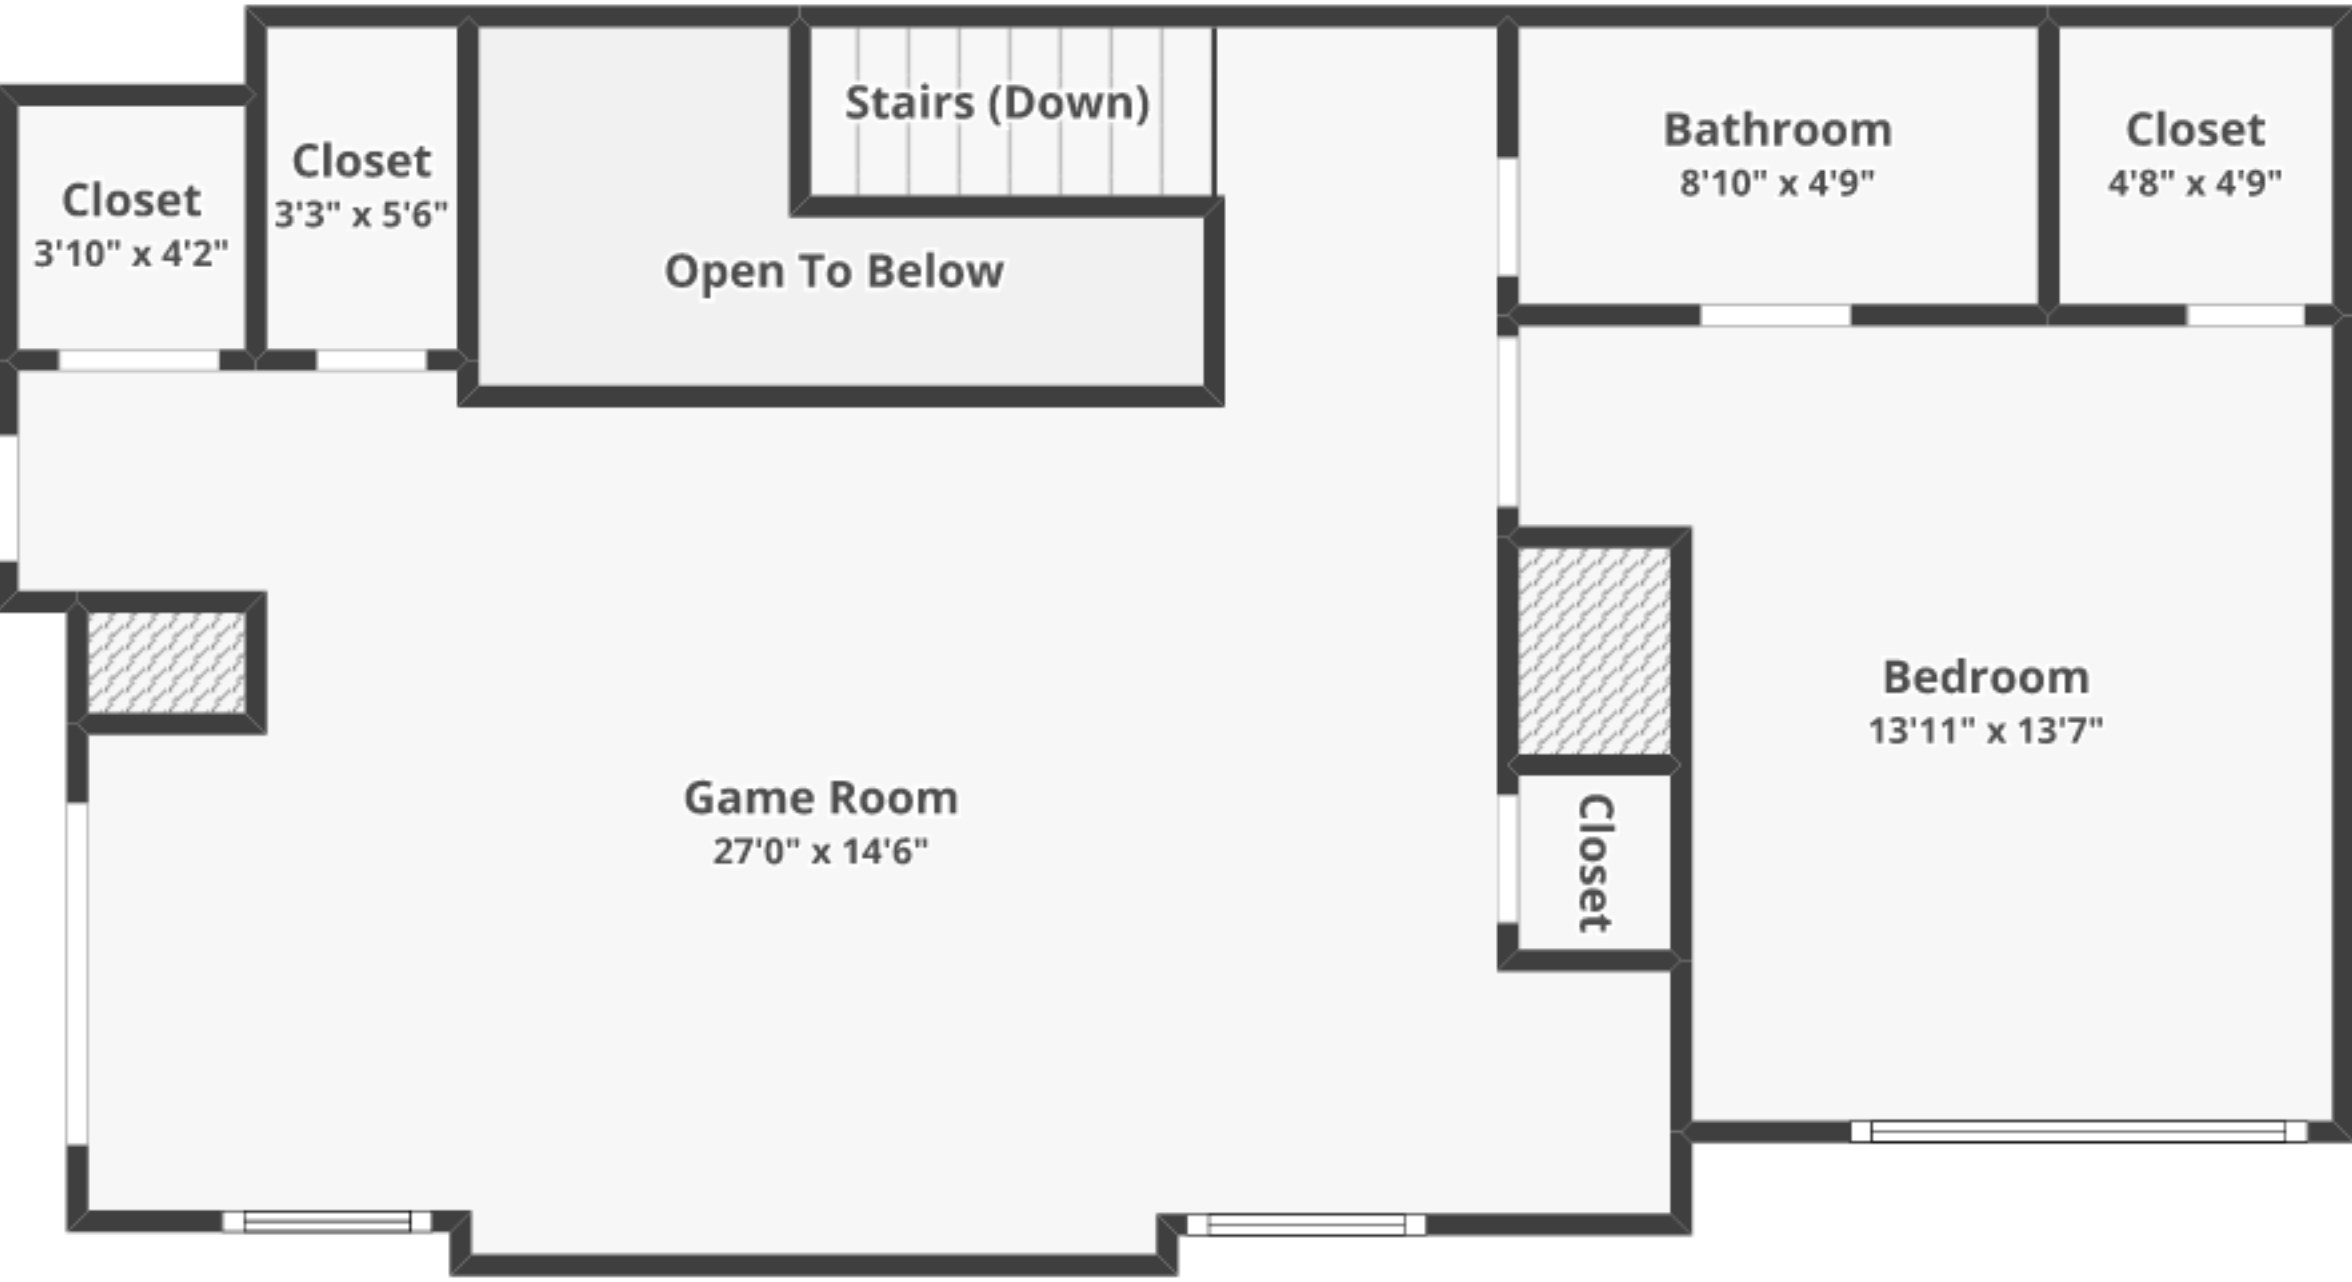 Closet
3'10" x 4'2"
Closet
3'3" x 5'6"
Stairs (Down)
Open To Below
Bathroom
8'10" x 4'9"
Closet
4'8" x 4'9"
Bedroom
13'11" x 13'7"
Game Room
27'0" x 14'6"
Closet